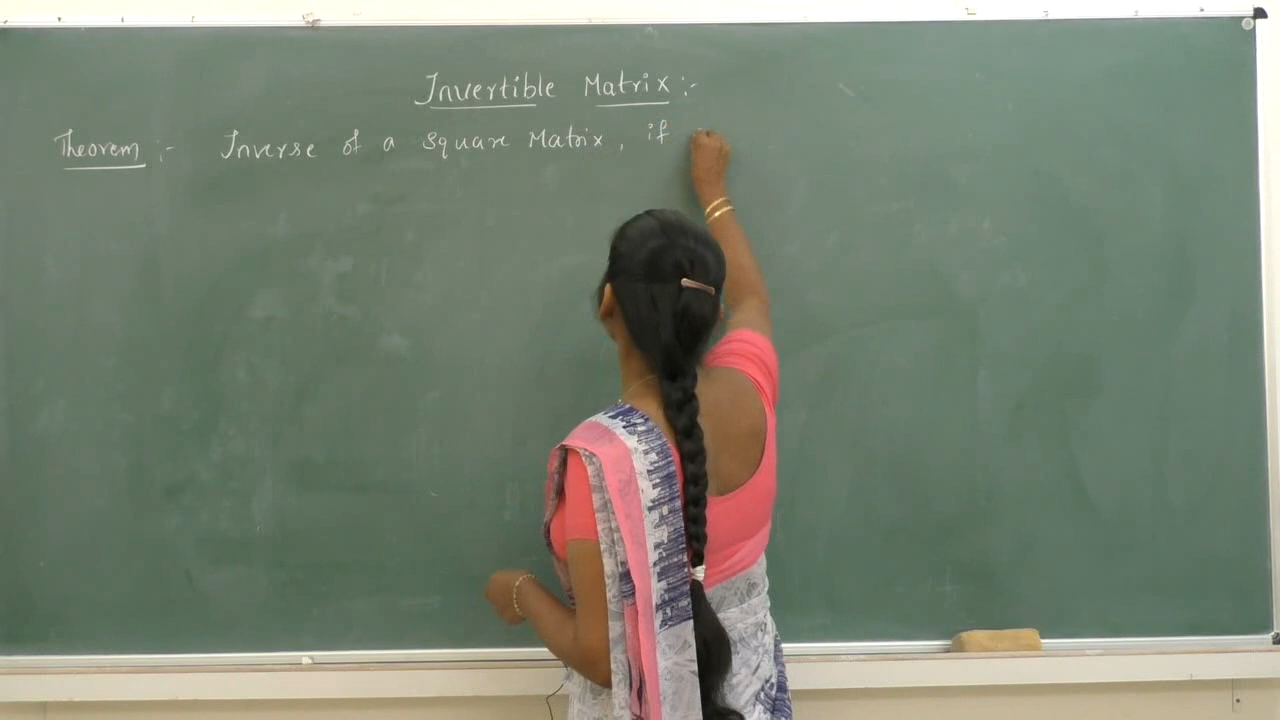 Invertible Matrix :-
Theorem :- Inverse of a square Matrix, if